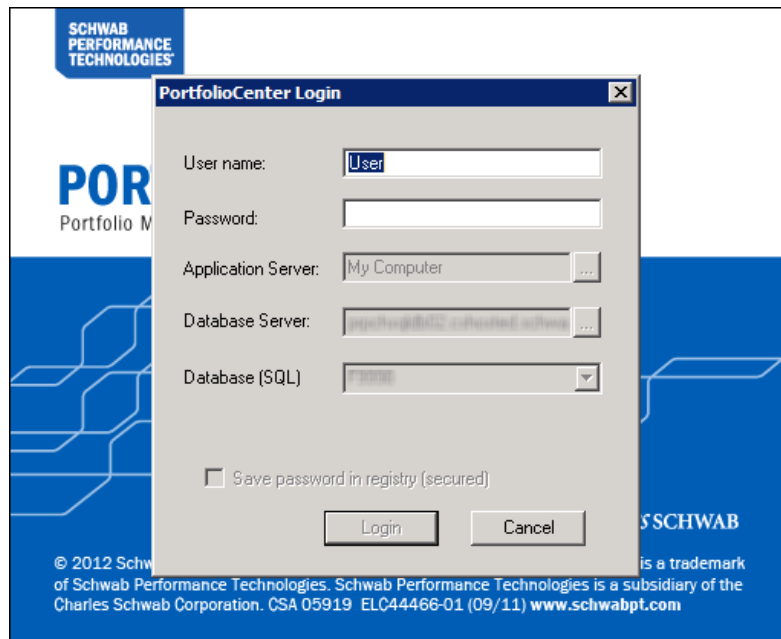 SCHWAB
PERFORMANCE
TECHNOLOGIES
PortfolioCenter Login
User name:
User
POR
Portfolio M
Password:
Application Server:
My Computer
...
Database Server:
...
Database (SQL)
Save password in registry (secured)
Login
Cancel
SCHWAB
© 2012 Schw is a trademark
of Schwab Performance Technologies. Schwab Performance Technologies is a subsidiary of the
Charles Schwab Corporation. CSA 05919 ELC44466-01 (09/11) www.schwabpt.com